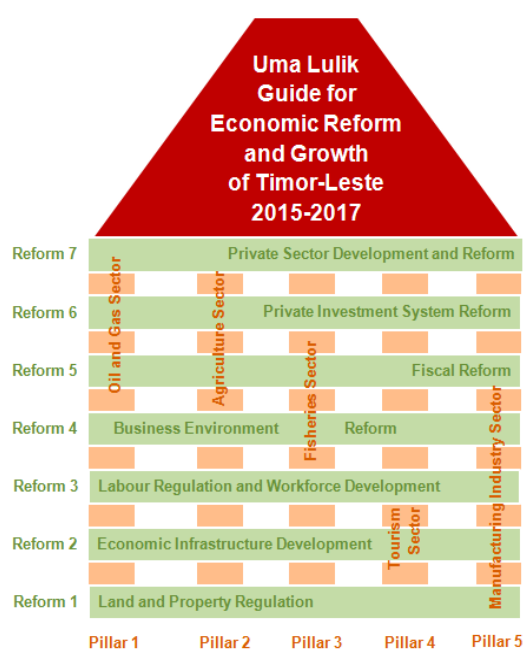 Uma Lulik
Guide for
Economic Reform
and Growth
of Timor-Leste
2015-2017
Reform 7
Private Sector Development and Reform
Reform 6
Private Investment System Reform
Reform 5
Fiscal Reform
Reform 4
Business Environment Reform
Reform 3
Labour Regulation and Workforce Development
Reform 2
Economic Infrastructure Development
Reform 1
Land and Property Regulation
Oil and Gas Sector
Agriculture Sector
Fisheries Sector
Tourism
Sector
Manufacturing Industry Sector
Pillar 1
Pillar 2
Pillar 3
Pillar 4
Pillar 5